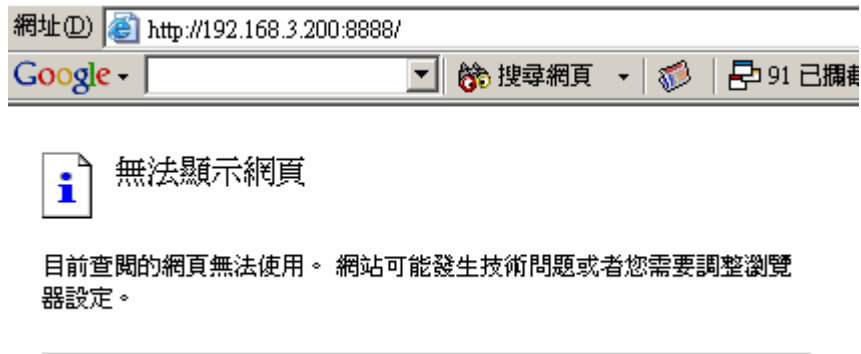 網址(D) http://192.168.3.200:8888/
Google 搜尋網頁 91 已攔截
無法顯示網頁
目前查閱的網頁無法使用。 網站可能發生技術問題或者您需要調整瀏覽
器設定。